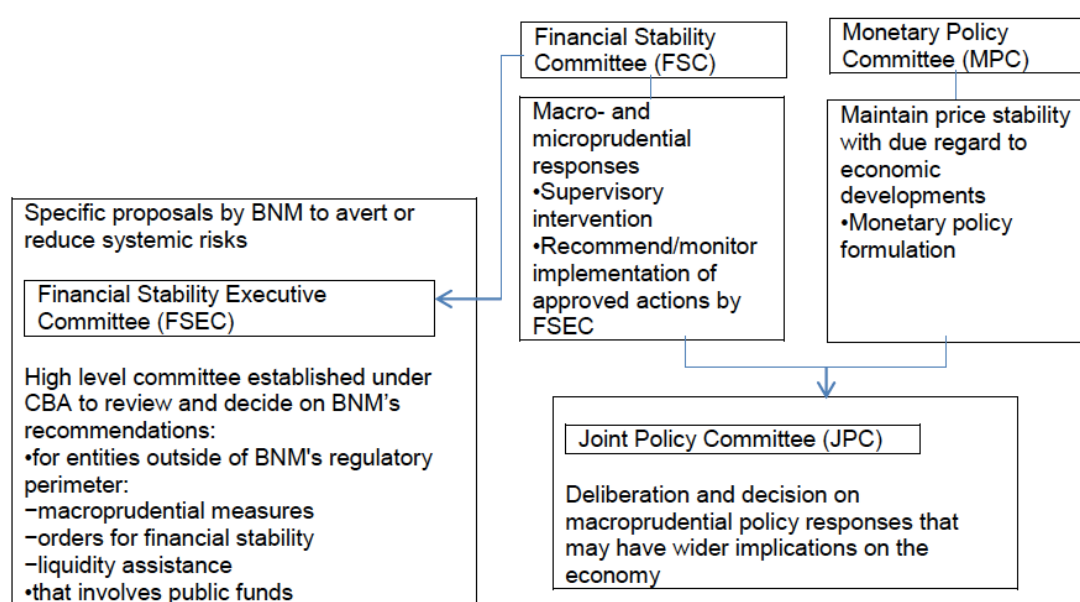 Financial Stability
Committee (FSC)
Monetary Policy
Committee (MPC)
Macro- and
microprudential
responses
•Supervisory
intervention
•Recommend/monitor
implementation of
approved actions by
FSEC
Maintain price stability
with due regard to
economic
developments
•Monetary policy
formulation
Specific proposals by BNM to avert or
reduce systemic risks
Financial Stability Executive
Committee (FSEC)
High level committee established under
CBA to review and decide on BNM’s
recommendations:
•for entities outside of BNM's regulatory
perimeter:
−macroprudential measures
−orders for financial stability
−liquidity assistance
•that involves public funds
Joint Policy Committee (JPC)
Deliberation and decision on
macroprudential policy responses that
may have wider implications on the
economy